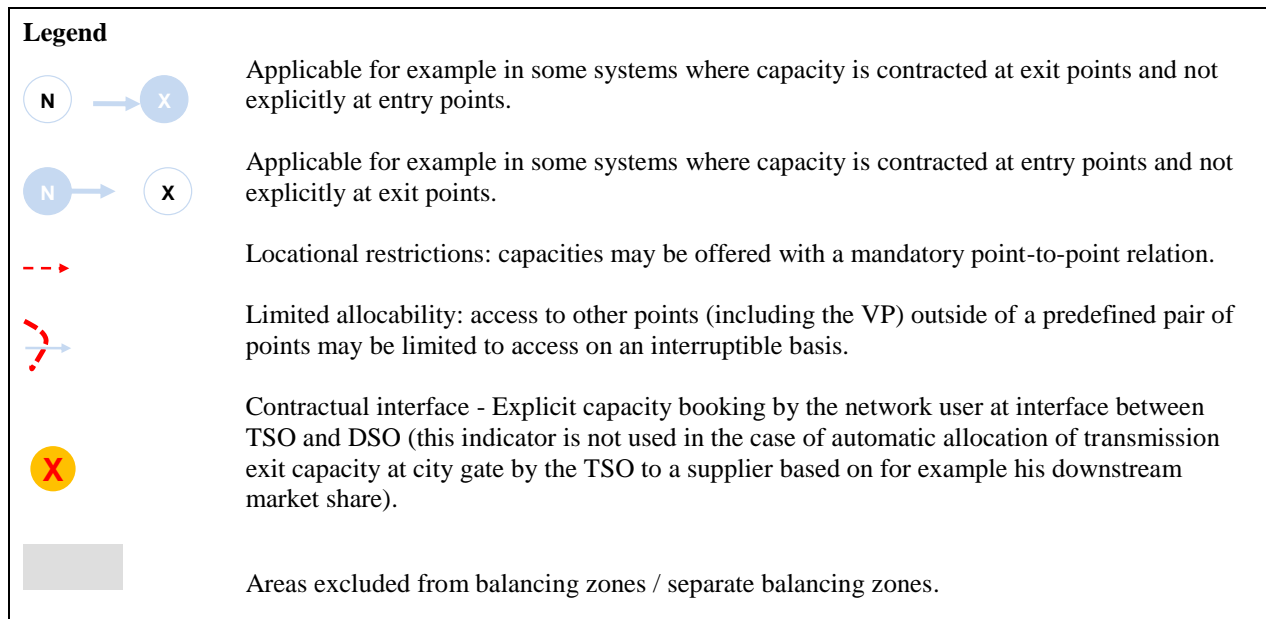 Legend
N X Applicable for example in some systems where capacity is contracted at exit points and not
explicitly at entry points.
N X Applicable for example in some systems where capacity is contracted at entry points and not
explicitly at exit points.
Locational restrictions: capacities may be offered with a mandatory point-to-point relation.
Limited allocability: access to other points (including the VP) outside of a predefined pair of
points may be limited to access on an interruptible basis.
Contractual interface - Explicit capacity booking by the network user at interface between
TSO and DSO (this indicator is not used in the case of automatic allocation of transmission
X exit capacity at city gate by the TSO to a supplier based on for example his downstream
market share).
Areas excluded from balancing zones / separate balancing zones.